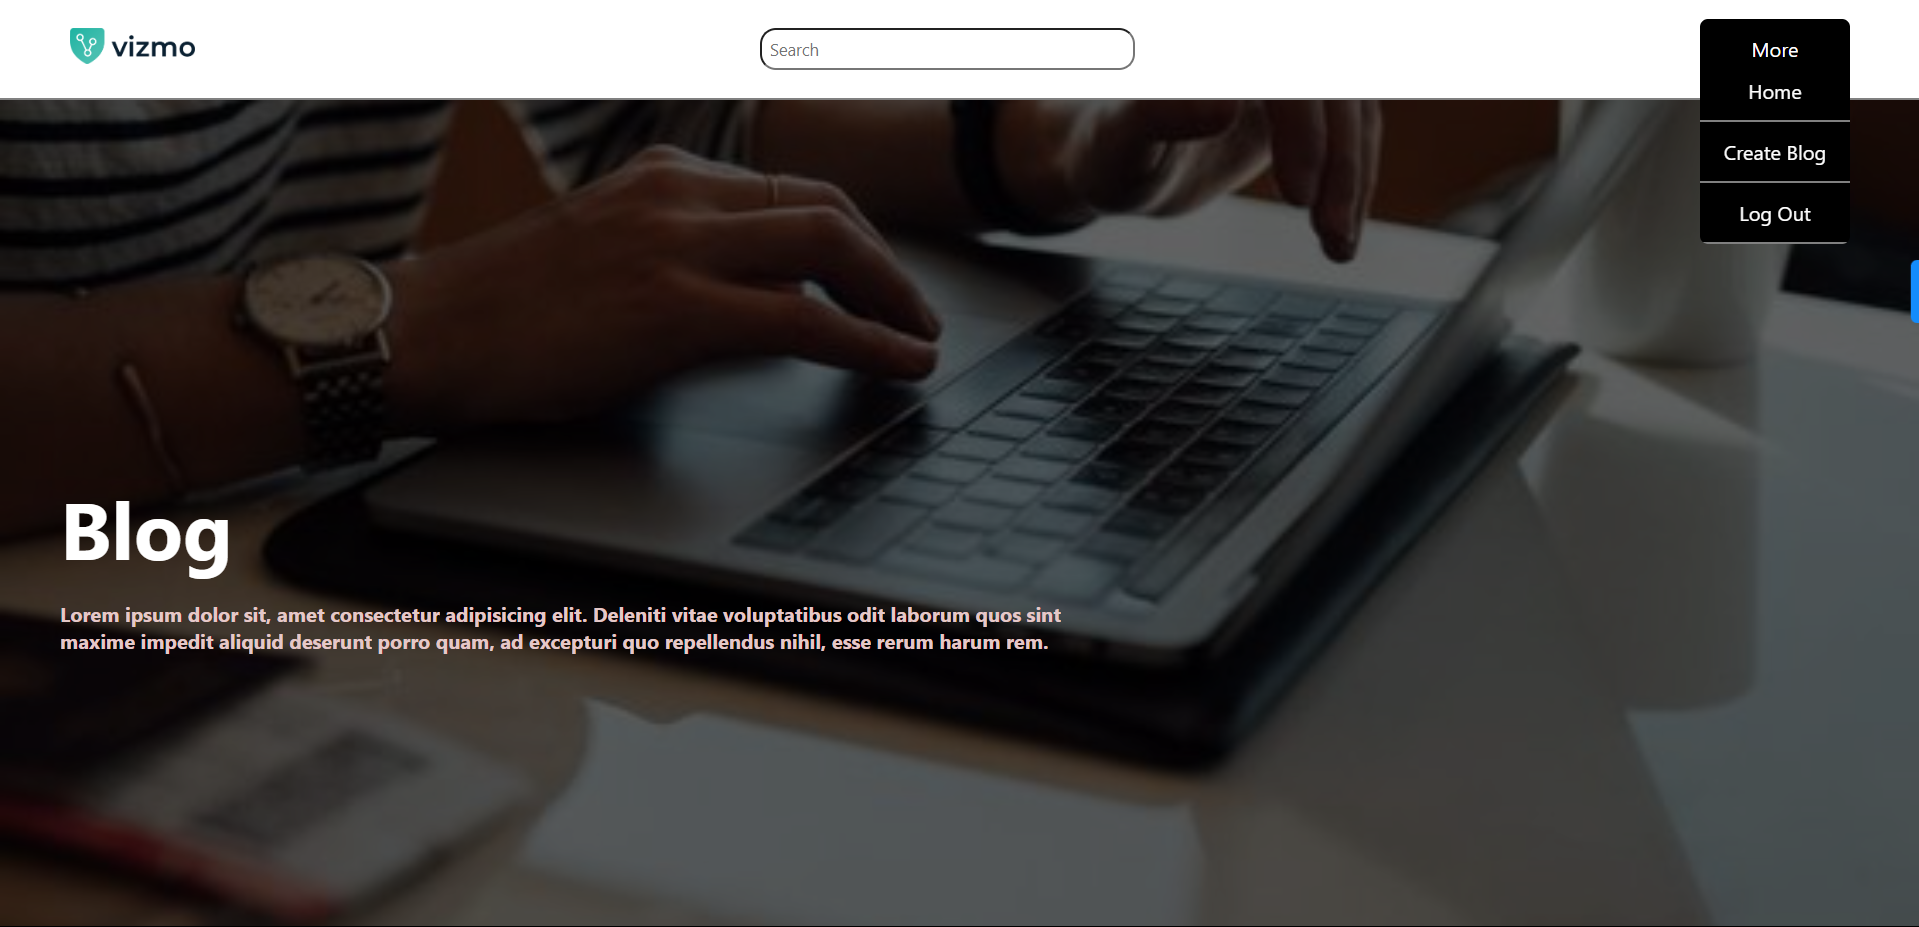 vizmo
Search
More
Home
Create Blog
Log Out
Blog
Lorem ipsum dolor sit, amet consectetur adipisicing elit. Deleniti vitae voluptatibus odit laborum quos sint
maxime impedit aliquid deserunt porro quam, ad excepturi quo repellendus nihil, esse rerum harum rem.